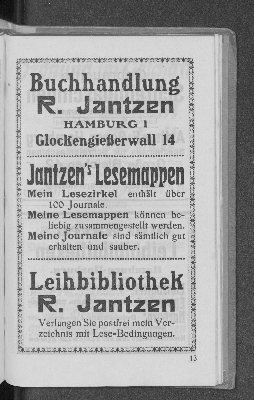 Buchhandlung
R. Jantzen
HAMBURG 1
Glockengießerwall 14
Jantzen's Lesemappen
Mein Lesezirkel enthält über
100 Journale.
Meine Lesemappen können be-
liebig zusammengestellt werden.
Meine Journale sind sämtlich gut
erhalten und sauber.
Leihbibliothek
R. Jantzen
Verlangen Sie postfrei mein Ver-
zeichnis mit Lese-Bedingungen.
13